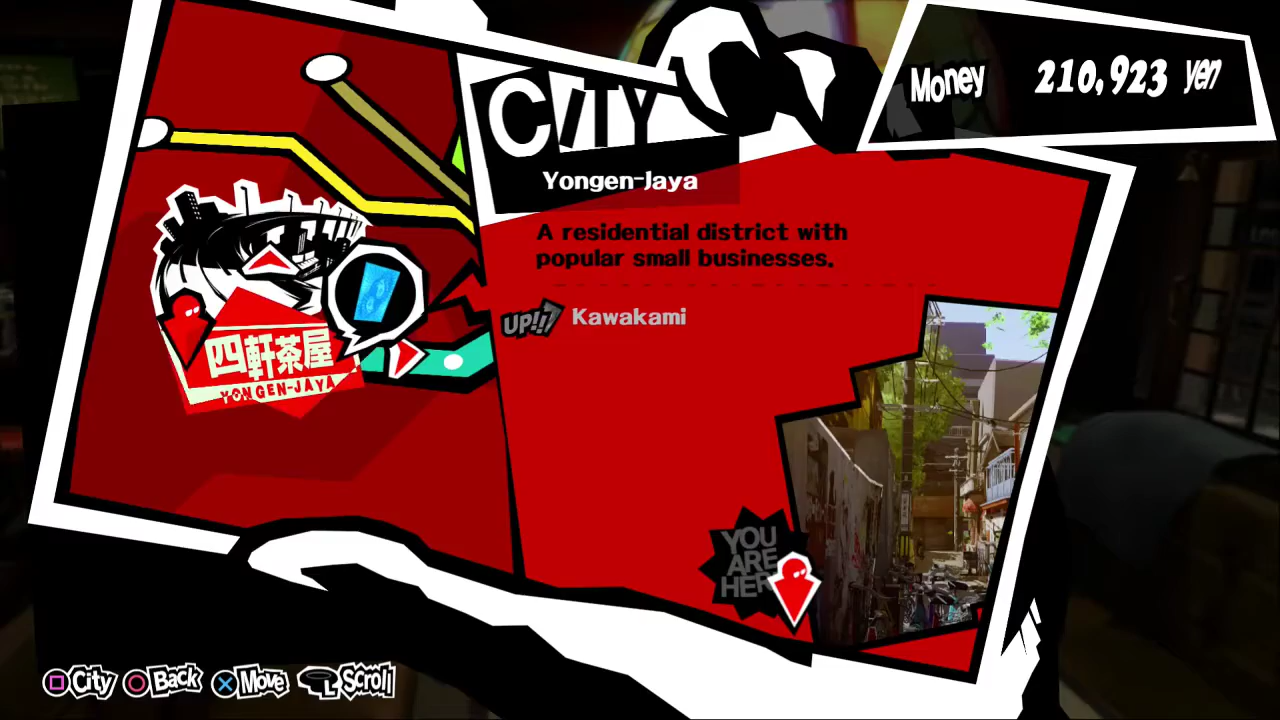 Money 210,923 yen
CITY
Yongen-Jaya
A residential district with
popular small businesses.
UP!!
Kawakami
四軒茶屋
YONGEN-JAYA
YOU
ARE
HERE
City Back Move L Scroll